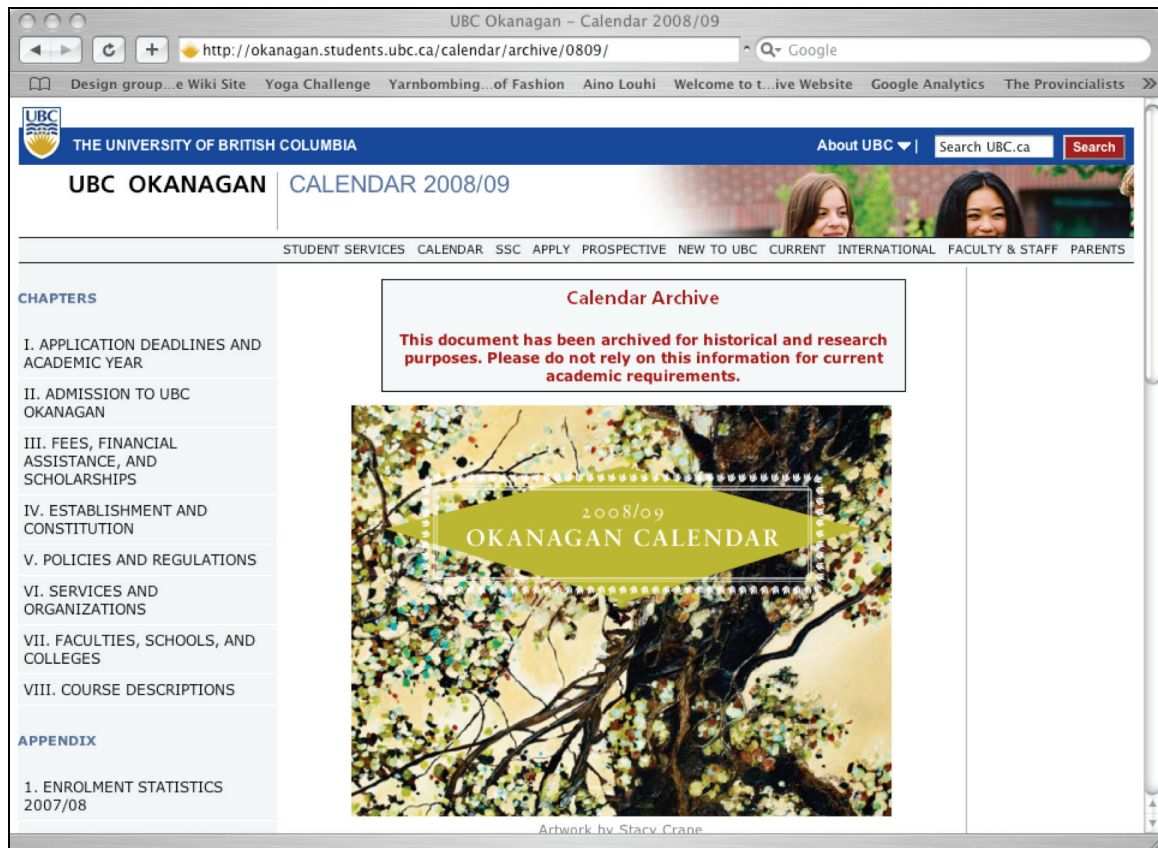 UBC Okanagan – Calendar 2008/09
http://okanagan.students.ubc.ca/calendar/archive/0809/
Google
Design group...e Wiki Site Yoga Challenge Yarnbombing...of Fashion Aino Louhi Welcome to t...ive Website Google Analytics The Provincialists
UBC
THE UNIVERSITY OF BRITISH COLUMBIA
About UBC
Search UBC.ca
Search
UBC OKANAGAN
CALENDAR 2008/09
STUDENT SERVICES CALENDAR SSC APPLY PROSPECTIVE NEW TO UBC CURRENT INTERNATIONAL FACULTY & STAFF PARENTS
CHAPTERS
I. APPLICATION DEADLINES AND
ACADEMIC YEAR
II. ADMISSION TO UBC
OKANAGAN
III. FEES, FINANCIAL
ASSISTANCE, AND
SCHOLARSHIPS
IV. ESTABLISHMENT AND
CONSTITUTION
V. POLICIES AND REGULATIONS
VI. SERVICES AND
ORGANIZATIONS
VII. FACULTIES, SCHOOLS, AND
COLLEGES
VIII. COURSE DESCRIPTIONS
APPENDIX
1. ENROLMENT STATISTICS
2007/08
Calendar Archive
This document has been archived for historical and research
purposes. Please do not rely on this information for current
academic requirements.
2008/09
OKANAGAN CALENDAR
Artwork by Stacy Crape